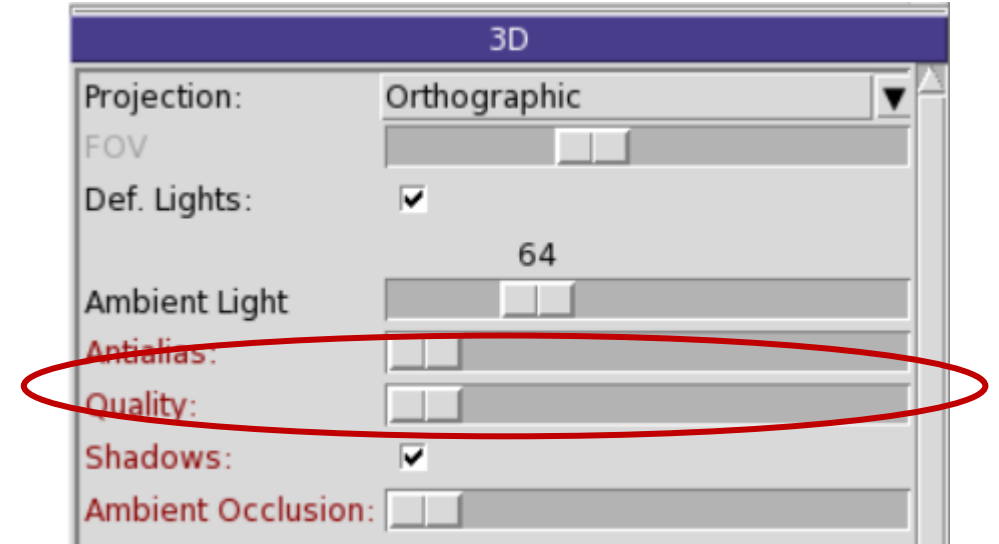 3D
Projection: Orthographic
FOV
Def. Lights:
64
Ambient Light
Antialias:
Quality:
Shadows:
Ambient Occlusion: